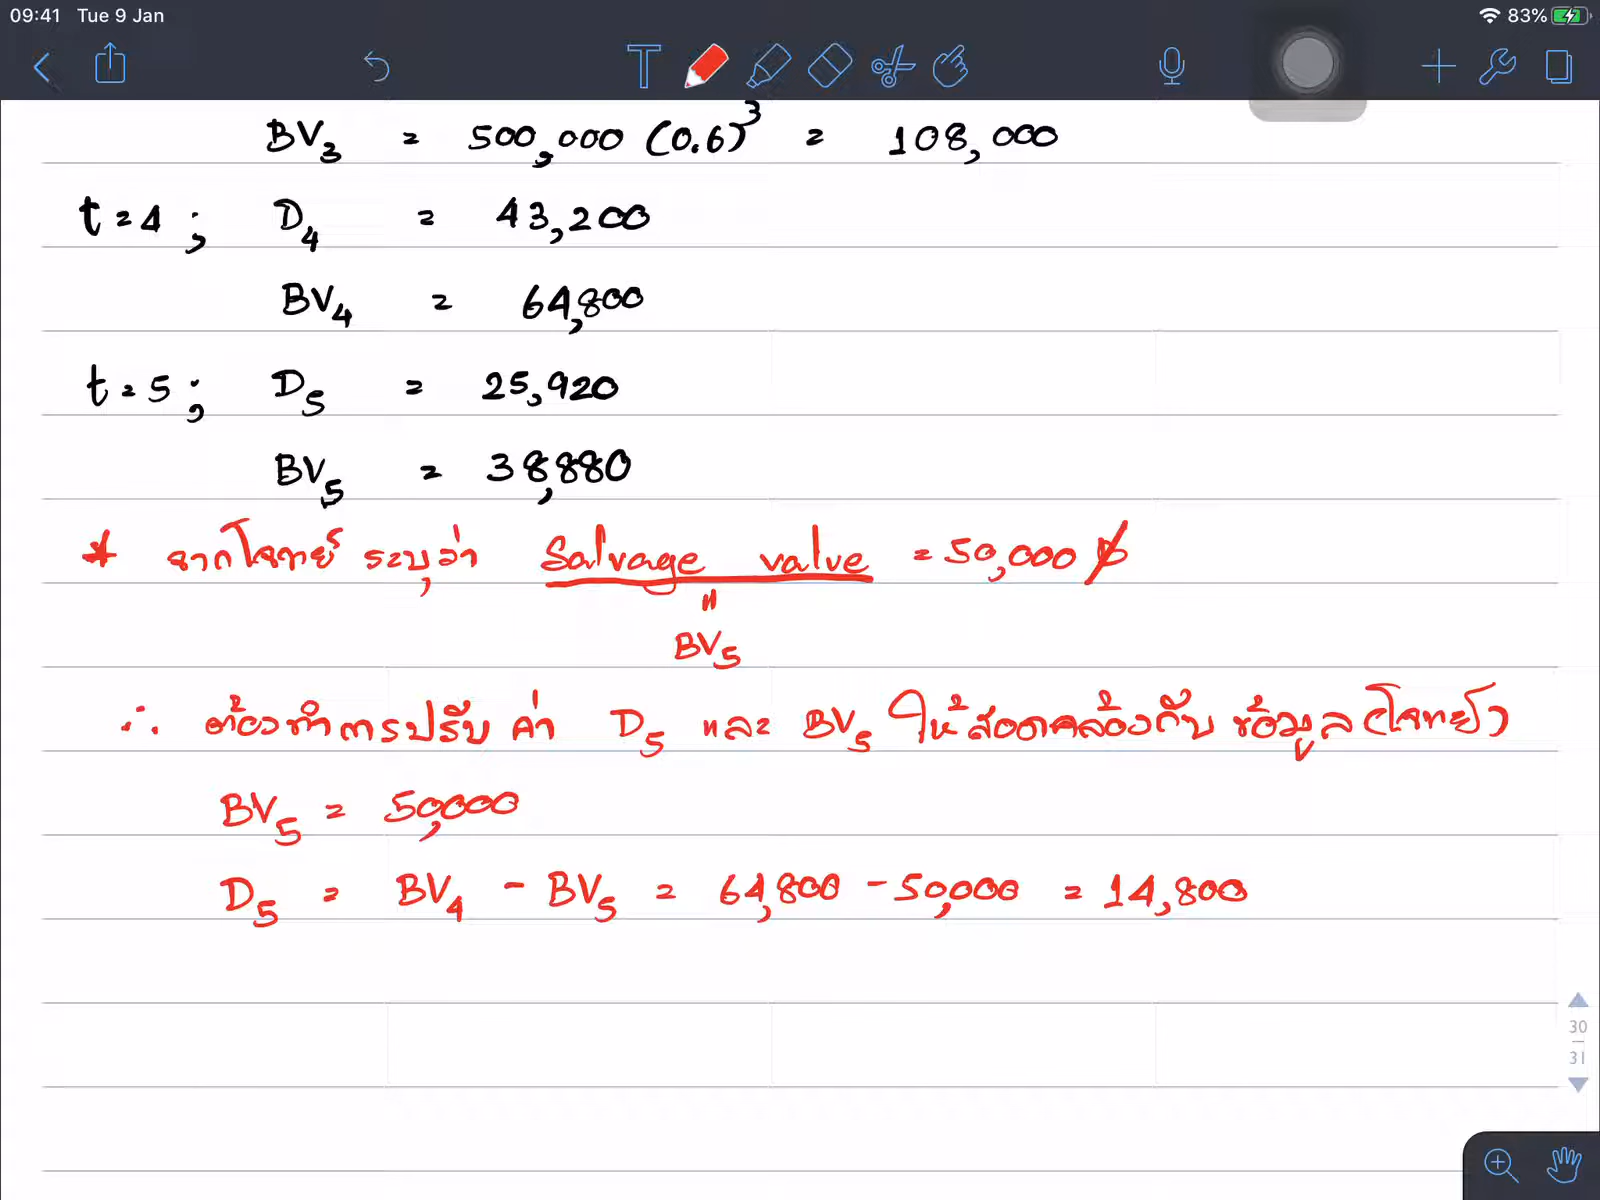 09:41 Tue 9 Jan 83%
T
BV3 = 500,000 (0.6)^3 = 108,000
t=4 ; D4 = 43,200
BV4 = 64,800
t=5 ; D5 = 25,920
BV5 = 38,880
* จากโจทย์ ระบุว่า Salvage value = 50,000 ฿
"
BV5
∴ ต้องทำการปรับ ค่า D5 และ BV5 ให้สอดคล้องกับ ข้อมูล (โจทย์)
BV5 = 50,000
D5 = BV4 - BV5 = 64,800 - 50,000 = 14,800
30
31